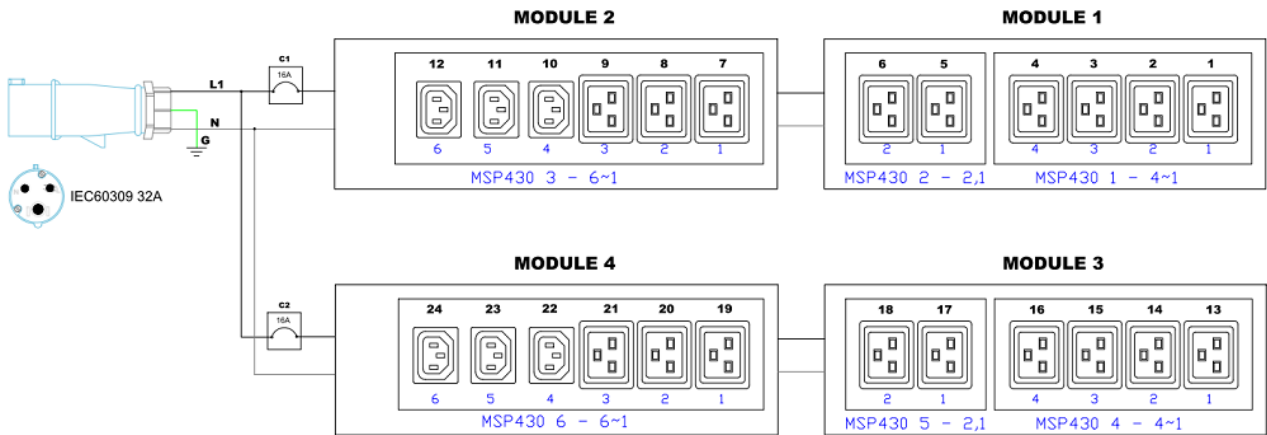 MODULE 2
MODULE 1
C1
16A
L1
N
G
12 11 10 9 8 7
6 5 4 3 2 1
MSP430 3 - 6~1
6 5
2 1
MSP430 2 - 2,1
4 3 2 1
4 3 2 1
MSP430 1 - 4~1
IEC60309 32A
MODULE 4
MODULE 3
C2
16A
24 23 22 21 20 19
6 5 4 3 2 1
MSP430 6 - 6~1
18 17
2 1
MSP430 5 - 2,1
16 15 14 13
4 3 2 1
MSP430 4 - 4~1